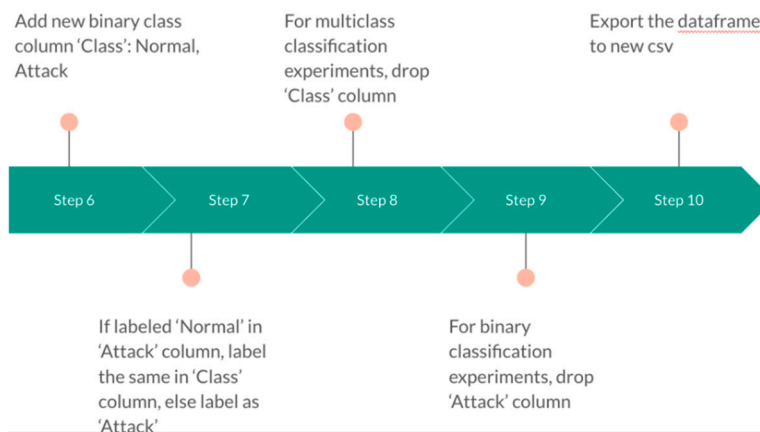 Add new binary class
column ‘Class’: Normal,
Attack
For multiclass
classification
experiments, drop
‘Class’ column
Export the dataframe
to new csv
Step 6
Step 7
Step 8
Step 9
Step 10
If labeled ‘Normal’ in
‘Attack’ column, label
the same in ‘Class’
column, else label as
‘Attack’
For binary
classification
experiments, drop
‘Attack’ column